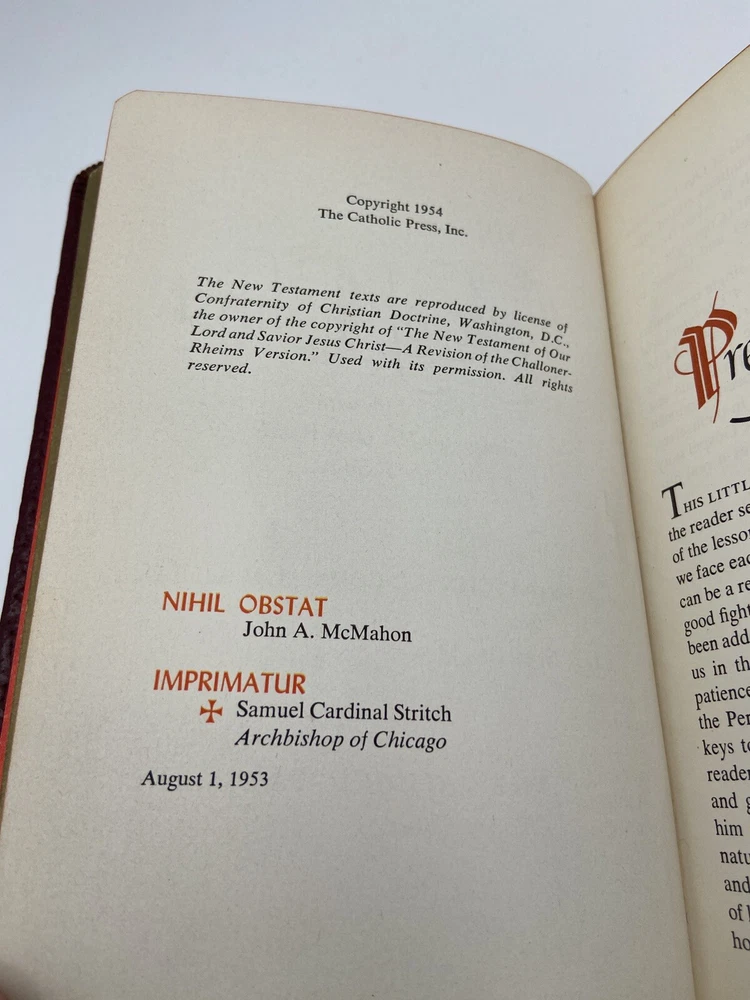 Copyright 1954
The Catholic Press, Inc.
The New Testament texts are reproduced by license of
Confraternity of Christian Doctrine, Washington, D.C.,
the owner of the copyright of "The New Testament of Our
Lord and Savior Jesus Christ—A Revision of the Challoner-
Rheims Version." Used with its permission. All rights
reserved.
NIHIL OBSTAT
John A. McMahon
IMPRIMATUR
✠ Samuel Cardinal Stritch
Archbishop of Chicago
August 1, 1953
Pre
THIS LITTL
the reader se
of the lesso
we face eac
can be a re
good fight
been add
us in th
patience
the Per
keys to
reader
and g
him
natu
and
of
ho